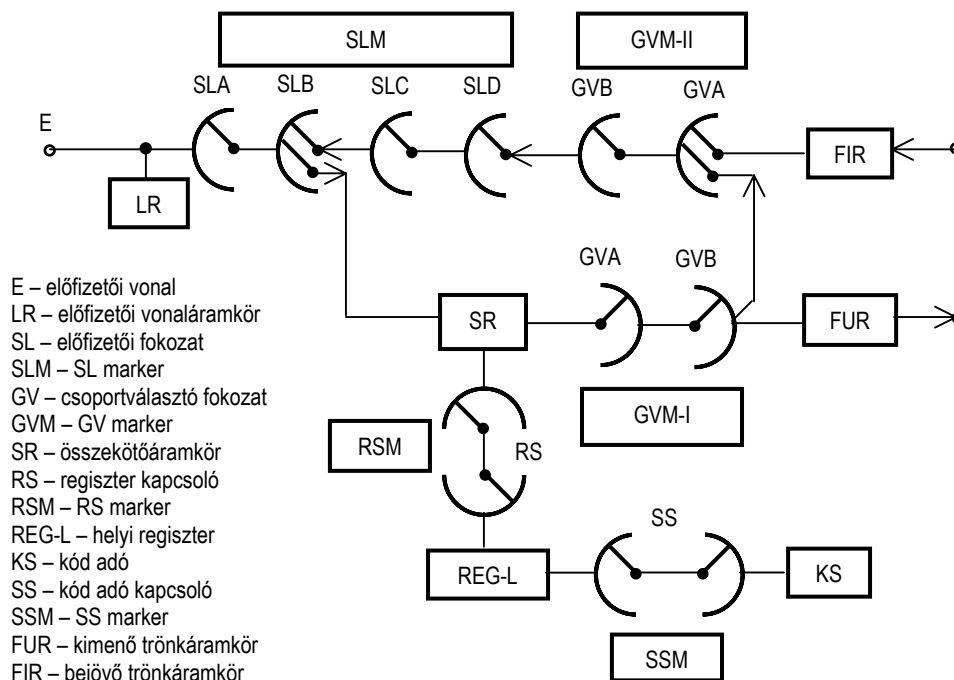 SLM
GVM-II
SLA
SLB
SLC
SLD
GVB
GVA
E
LR
FIR
GVA
GVB
SR
FUR
GVM-I
RSM
RS
REG-L
SS
KS
SSM
E – előfizetői vonal
LR – előfizetői vonaláramkör
SL – előfizetői fokozat
SLM – SL marker
GV – csoportválasztó fokozat
GVM – GV marker
SR – összekötőáramkör
RS – regiszter kapcsoló
RSM – RS marker
REG-L – helyi regiszter
KS – kód adó
SS – kód adó kapcsoló
SSM – SS marker
FUR – kimenő trönkáramkör
FIR – bejövő trönkáramkör